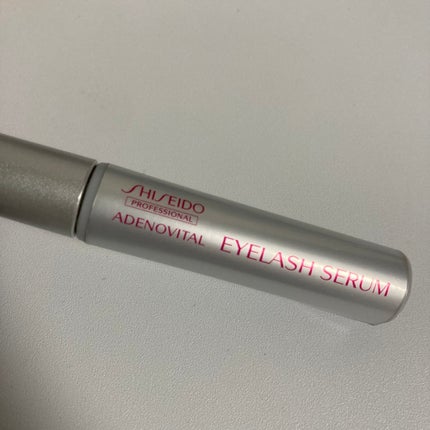 SHISEIDO
PROFESSIONAL
ADENOVITAL EYELASH SERUM